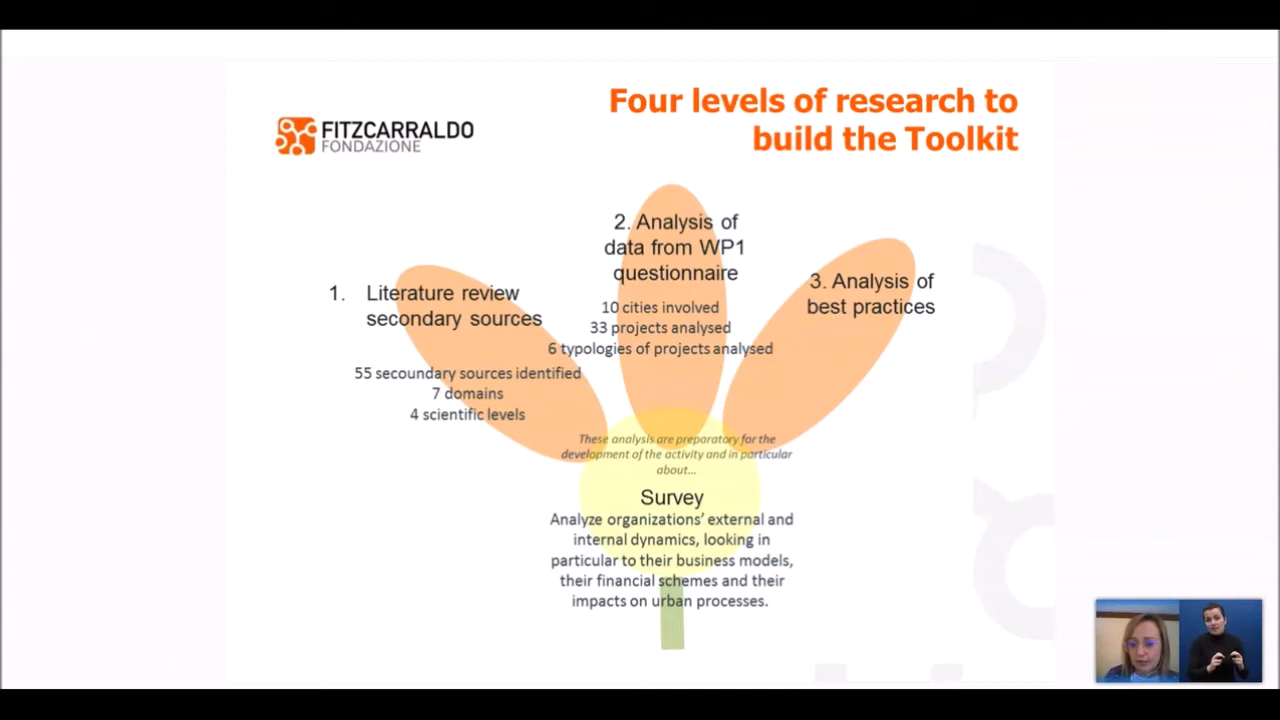 FITZCARRALDO
FONDAZIONE
Four levels of research to
build the Toolkit
1. Literature review
secondary sources
55 secoundary sources identified
7 domains
4 scientific levels
2. Analysis of
data from WP1
questionnaire
10 cities involved
33 projects analysed
6 typologies of projects analysed
3. Analysis of
best practices
These analysis are preparatory for the
development of the activity and in particular
about...
Survey
Analyze organizations' external and
internal dynamics, looking in
particular to their business models,
their financial schemes and their
impacts on urban processes.